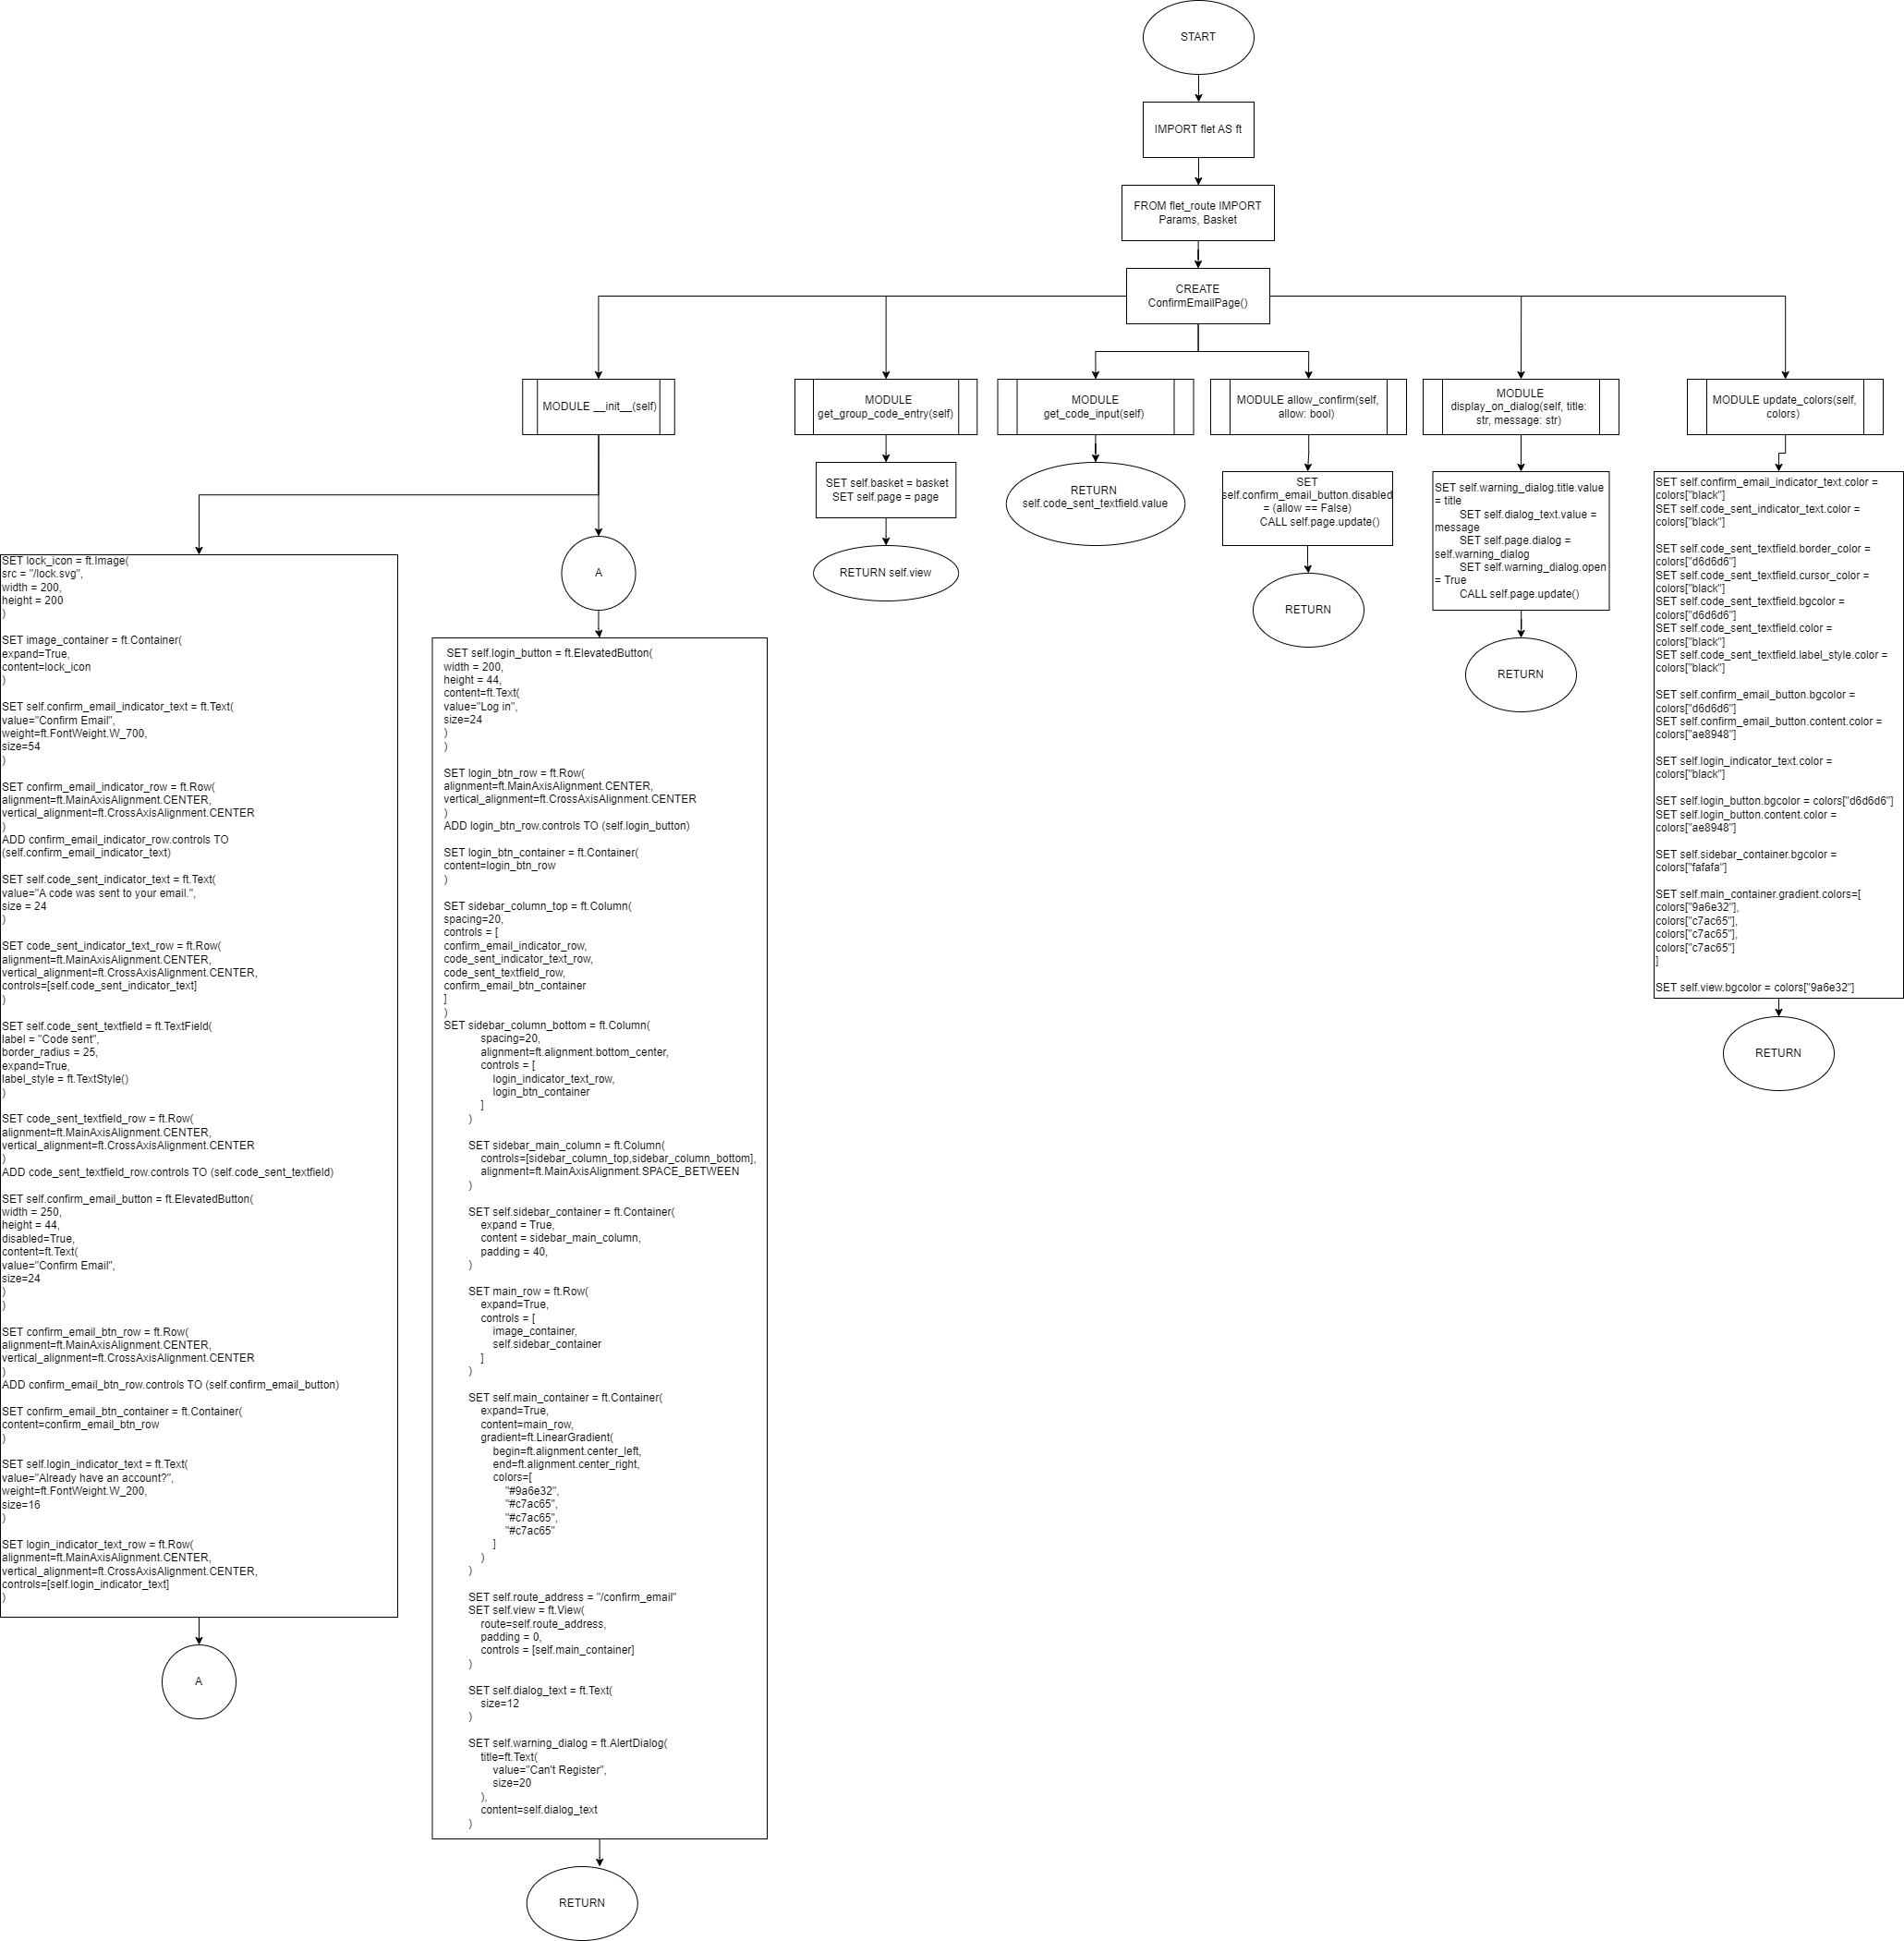 START
IMPORT flet AS ft
FROM flet_route IMPORT
Params, Basket
CREATE
ConfirmEmailPage()
MODULE __init__(self)
MODULE
get_group_code_entry(self)
MODULE
get_code_input(self)
MODULE allow_confirm(self,
allow: bool)
MODULE
display_on_dialog(self, title:
str, message: str)
MODULE update_colors(self,
colors)
SET lock_icon = ft.Image(
src = "/lock.svg",
width = 200,
height = 200
)
SET image_container = ft.Container(
expand=True,
content=lock_icon
)
SET self.confirm_email_indicator_text = ft.Text(
value="Confirm Email",
weight=ft.FontWeight.W_700,
size=54
)
SET confirm_email_indicator_row = ft.Row(
alignment=ft.MainAxisAlignment.CENTER,
vertical_alignment=ft.CrossAxisAlignment.CENTER
)
ADD confirm_email_indicator_row.controls TO
(self.confirm_email_indicator_text)
SET self.code_sent_indicator_text = ft.Text(
value="A code was sent to your email.",
size = 24
)
SET code_sent_indicator_text_row = ft.Row(
alignment=ft.MainAxisAlignment.CENTER,
vertical_alignment=ft.CrossAxisAlignment.CENTER,
controls=[self.code_sent_indicator_text]
)
SET self.code_sent_textfield = ft.TextField(
label = "Code sent",
border_radius = 25,
expand=True,
label_style = ft.TextStyle()
)
SET code_sent_textfield_row = ft.Row(
alignment=ft.MainAxisAlignment.CENTER,
vertical_alignment=ft.CrossAxisAlignment.CENTER
)
ADD code_sent_textfield_row.controls TO (self.code_sent_textfield)
SET self.confirm_email_button = ft.ElevatedButton(
width = 250,
height = 44,
disabled=True,
content=ft.Text(
value="Confirm Email",
size=24
)
)
SET confirm_email_btn_row = ft.Row(
alignment=ft.MainAxisAlignment.CENTER,
vertical_alignment=ft.CrossAxisAlignment.CENTER
)
ADD confirm_email_btn_row.controls TO (self.confirm_email_button)
SET confirm_email_btn_container = ft.Container(
content=confirm_email_btn_row
)
SET self.login_indicator_text = ft.Text(
value="Already have an account?",
weight=ft.FontWeight.W_200,
size=16
)
SET login_indicator_text_row = ft.Row(
alignment=ft.MainAxisAlignment.CENTER,
vertical_alignment=ft.CrossAxisAlignment.CENTER,
controls=[self.login_indicator_text]
)
A
A
SET self.login_button = ft.ElevatedButton(
width = 200,
height = 44,
content=ft.Text(
value="Log in",
size=24
)
)
SET login_btn_row = ft.Row(
alignment=ft.MainAxisAlignment.CENTER,
vertical_alignment=ft.CrossAxisAlignment.CENTER
)
ADD login_btn_row.controls TO (self.login_button)
SET login_btn_container = ft.Container(
content=login_btn_row
)
SET sidebar_column_top = ft.Column(
spacing=20,
controls = [
confirm_email_indicator_row,
code_sent_indicator_text_row,
code_sent_textfield_row,
confirm_email_btn_container
]
)
SET sidebar_column_bottom = ft.Column(
spacing=20,
alignment=ft.alignment.bottom_center,
controls = [
login_indicator_text_row,
login_btn_container
]
)
SET sidebar_main_column = ft.Column(
controls=[sidebar_column_top,sidebar_column_bottom],
alignment=ft.MainAxisAlignment.SPACE_BETWEEN
)
SET self.sidebar_container = ft.Container(
expand = True,
content = sidebar_main_column,
padding = 40,
)
SET main_row = ft.Row(
expand=True,
controls = [
image_container,
self.sidebar_container
]
)
SET self.main_container = ft.Container(
expand=True,
content=main_row,
gradient=ft.LinearGradient(
begin=ft.alignment.center_left,
end=ft.alignment.center_right,
colors=[
"#9a6e32",
"#c7ac65",
"#c7ac65",
"#c7ac65"
]
)
)
SET self.route_address = "/confirm_email"
SET self.view = ft.View(
route=self.route_address,
padding = 0,
controls = [self.main_container]
)
SET self.dialog_text = ft.Text(
size=12
)
SET self.warning_dialog = ft.AlertDialog(
title=ft.Text(
value="Can't Register",
size=20
),
content=self.dialog_text
)
RETURN
SET self.basket = basket
SET self.page = page
RETURN self.view
RETURN
self.code_sent_textfield.value
SET
self.confirm_email_button.disabled
= (allow == False)
CALL self.page.update()
RETURN
SET self.warning_dialog.title.value
= title
SET self.dialog_text.value =
message
SET self.page.dialog =
self.warning_dialog
SET self.warning_dialog.open
= True
CALL self.page.update()
RETURN
SET self.confirm_email_indicator_text.color =
colors["black"]
SET self.code_sent_indicator_text.color =
colors["black"]
SET self.code_sent_textfield.border_color =
colors["d6d6d6"]
SET self.code_sent_textfield.cursor_color =
colors["black"]
SET self.code_sent_textfield.bgcolor =
colors["d6d6d6"]
SET self.code_sent_textfield.color =
colors["black"]
SET self.code_sent_textfield.label_style.color =
colors["black"]
SET self.confirm_email_button.bgcolor =
colors["d6d6d6"]
SET self.confirm_email_button.content.color =
colors["ae8948"]
SET self.login_indicator_text.color =
colors["black"]
SET self.login_button.bgcolor = colors["d6d6d6"]
SET self.login_button.content.color =
colors["ae8948"]
SET self.sidebar_container.bgcolor =
colors["fafafa"]
SET self.main_container.gradient.colors=[
colors["9a6e32"],
colors["c7ac65"],
colors["c7ac65"],
colors["c7ac65"]
]
SET self.view.bgcolor = colors["9a6e32"]
RETURN